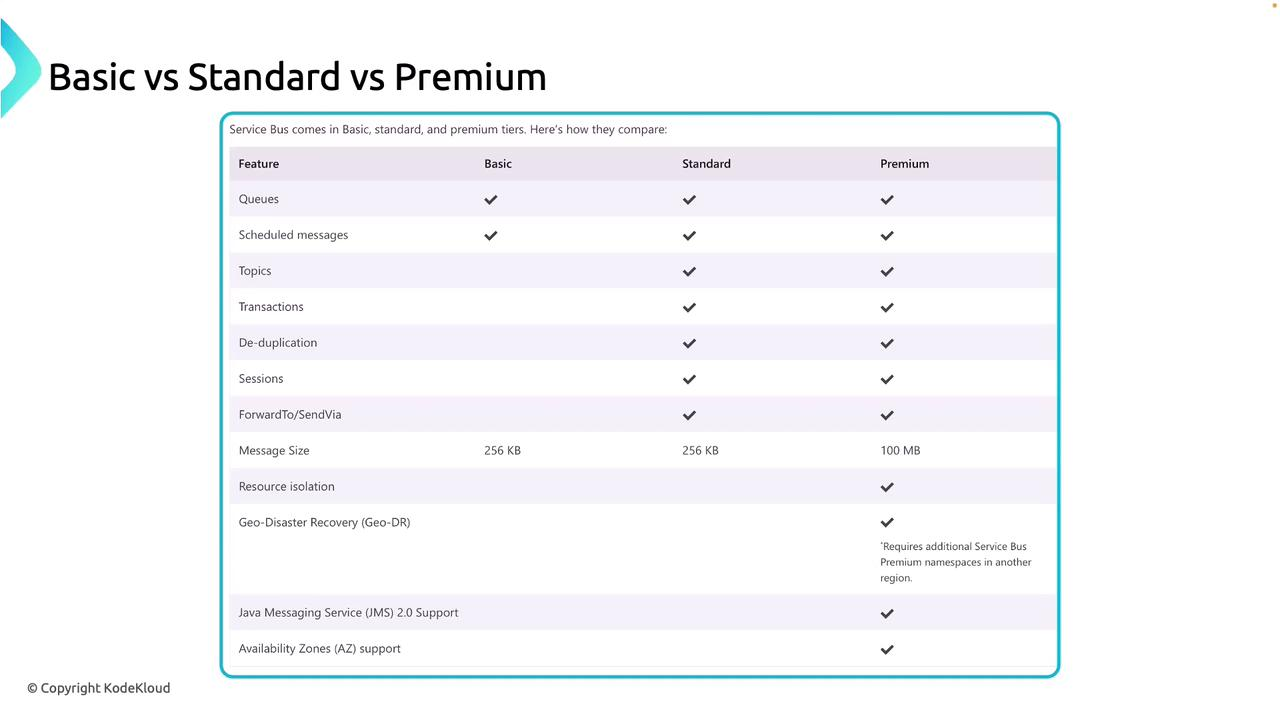 Basic vs Standard vs Premium
Service Bus comes in Basic, standard, and premium tiers. Here's how they compare:
Feature Basic Standard Premium
Queues ✔ ✔ ✔
Scheduled messages ✔ ✔ ✔
Topics ✔ ✔
Transactions ✔ ✔
De-duplication ✔ ✔
Sessions ✔ ✔
ForwardTo/SendVia ✔ ✔
Message Size 256 KB 256 KB 100 MB
Resource isolation ✔
Geo-Disaster Recovery (Geo-DR) ✔
*Requires additional Service Bus
Premium namespaces in another
region.
Java Messaging Service (JMS) 2.0 Support ✔
Availability Zones (AZ) support ✔
© Copyright KodeKloud